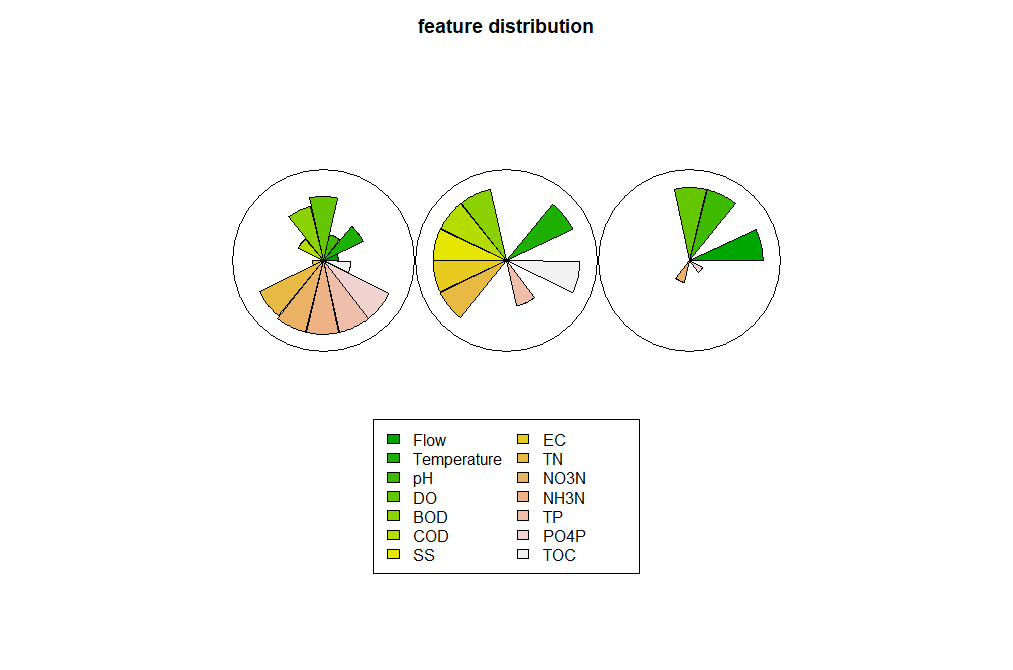 feature distribution
Flow
Temperature
pH
DO
BOD
COD
SS
EC
TN
NO3N
NH3N
TP
PO4P
TOC